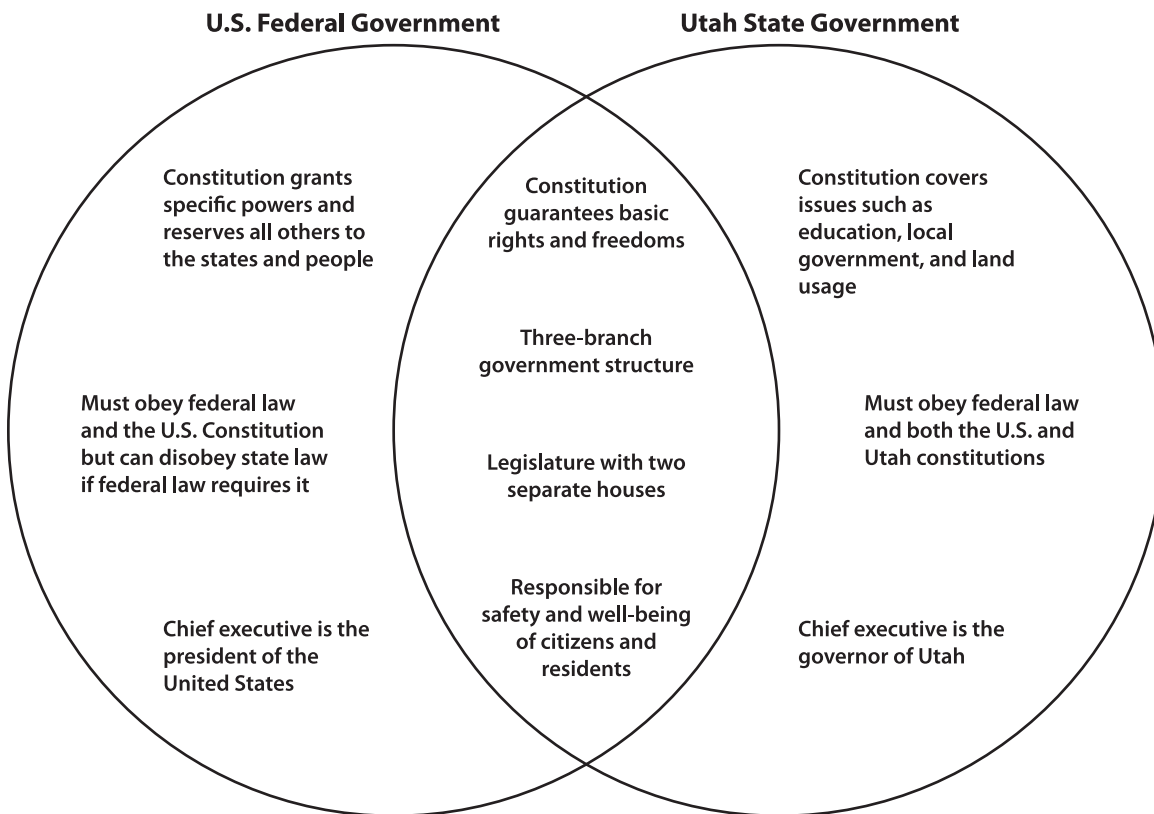 U.S. Federal Government
Utah State Government
Constitution grants
specific powers and
reserves all others to
the states and people
Must obey federal law
and the U.S. Constitution
but can disobey state law
if federal law requires it
Chief executive is the
president of the
United States
Constitution
guarantees basic
rights and freedoms
Three-branch
government structure
Legislature with two
separate houses
Responsible for
safety and well-being
of citizens and
residents
Constitution covers
issues such as
education, local
government, and land
usage
Must obey federal law
and both the U.S. and
Utah constitutions
Chief executive is the
governor of Utah